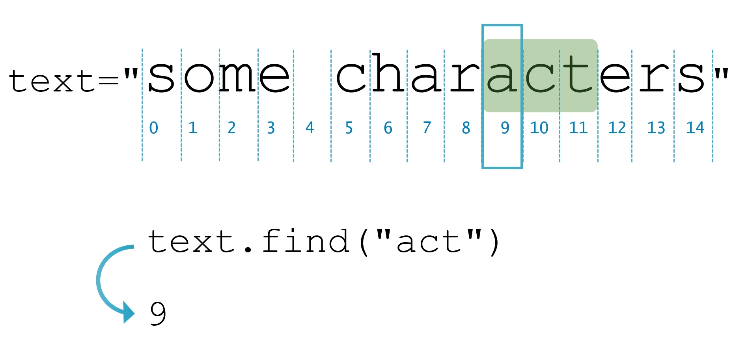 text="some characters"
0 1 2 3 4 5 6 7 8 9 10 11 12 13 14
text.find("act")
9